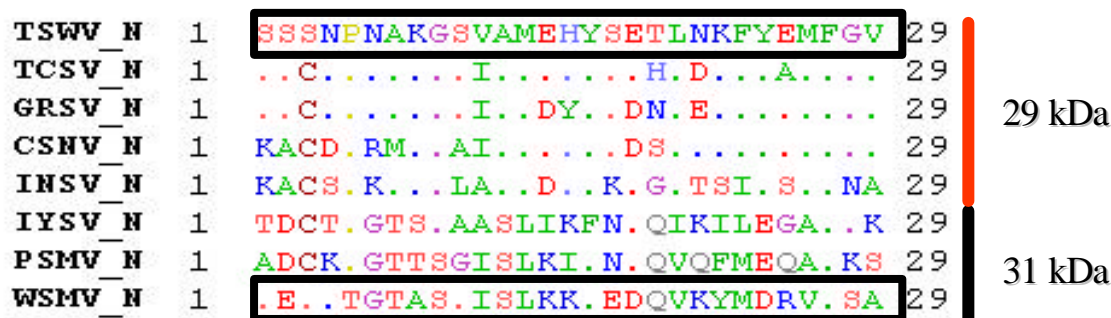 TSWV_N 1 SSSNPNAKGSVAMEHYSETLNKFYEMFGV 29
TCSV_N 1 ..C.......I.......H.D...A.... 29
GRSV_N 1 ..C.......I..DY..DN.E........ 29
29 kDa
CSNV_N 1 KACD.RM..AI......DS.......... 29
INSV_N 1 KACS.K...LA..D..K.G.TSI.S..NA 29
IYSV_N 1 TDCT.GTS.AASLIKFN.QIKILEGA..K 29
PSMV_N 1 ADCK.GTTSGISLKI.N.QVQFMEQA.KS 29
31 kDa
WSMV_N 1 .E..TGTAS.ISLKK.EDQVKYMDRV.SA 29